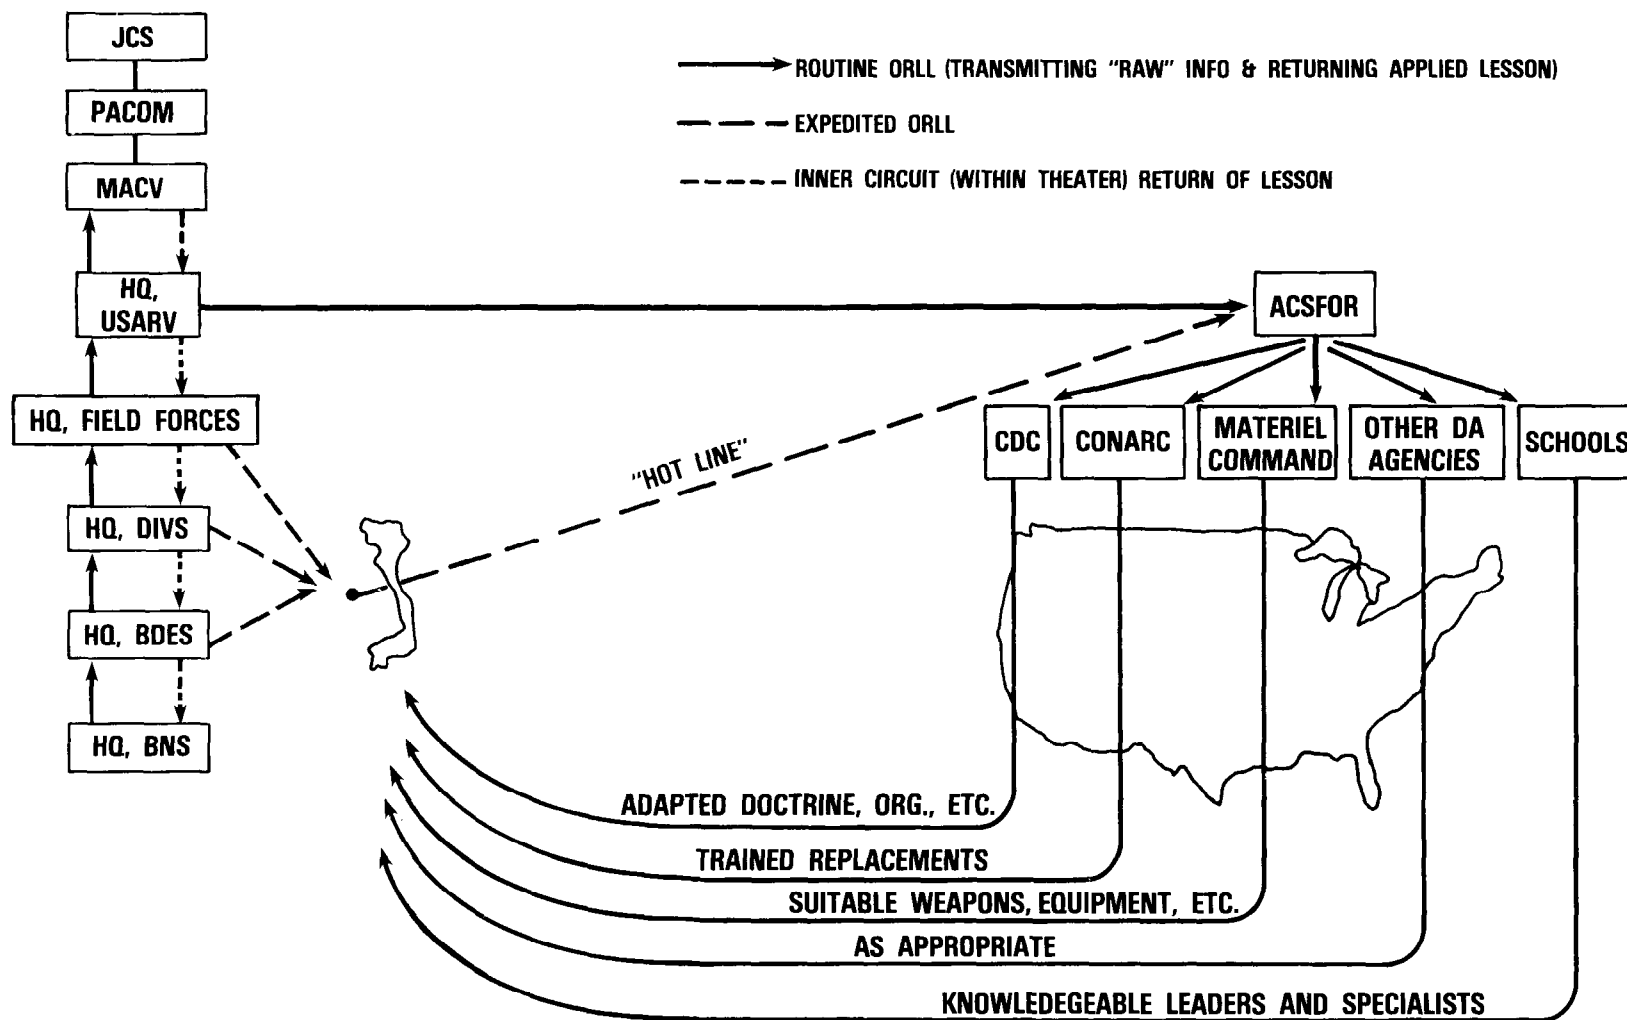 JCS
PACOM
MACV
HQ,
USARV
HQ, FIELD FORCES
HQ, DIVS
HQ, BDES
HQ, BNS
ROUTINE ORLL (TRANSMITTING "RAW" INFO & RETURNING APPLIED LESSON)
EXPEDITED ORLL
INNER CIRCUIT (WITHIN THEATER) RETURN OF LESSON
"HOT LINE"
ACSFOR
CDC
CONARC
MATERIEL
COMMAND
OTHER DA
AGENCIES
SCHOOLS
ADAPTED DOCTRINE, ORG., ETC.
TRAINED REPLACEMENTS
SUITABLE WEAPONS, EQUIPMENT, ETC.
AS APPROPRIATE
KNOWLEDEGEABLE LEADERS AND SPECIALISTS